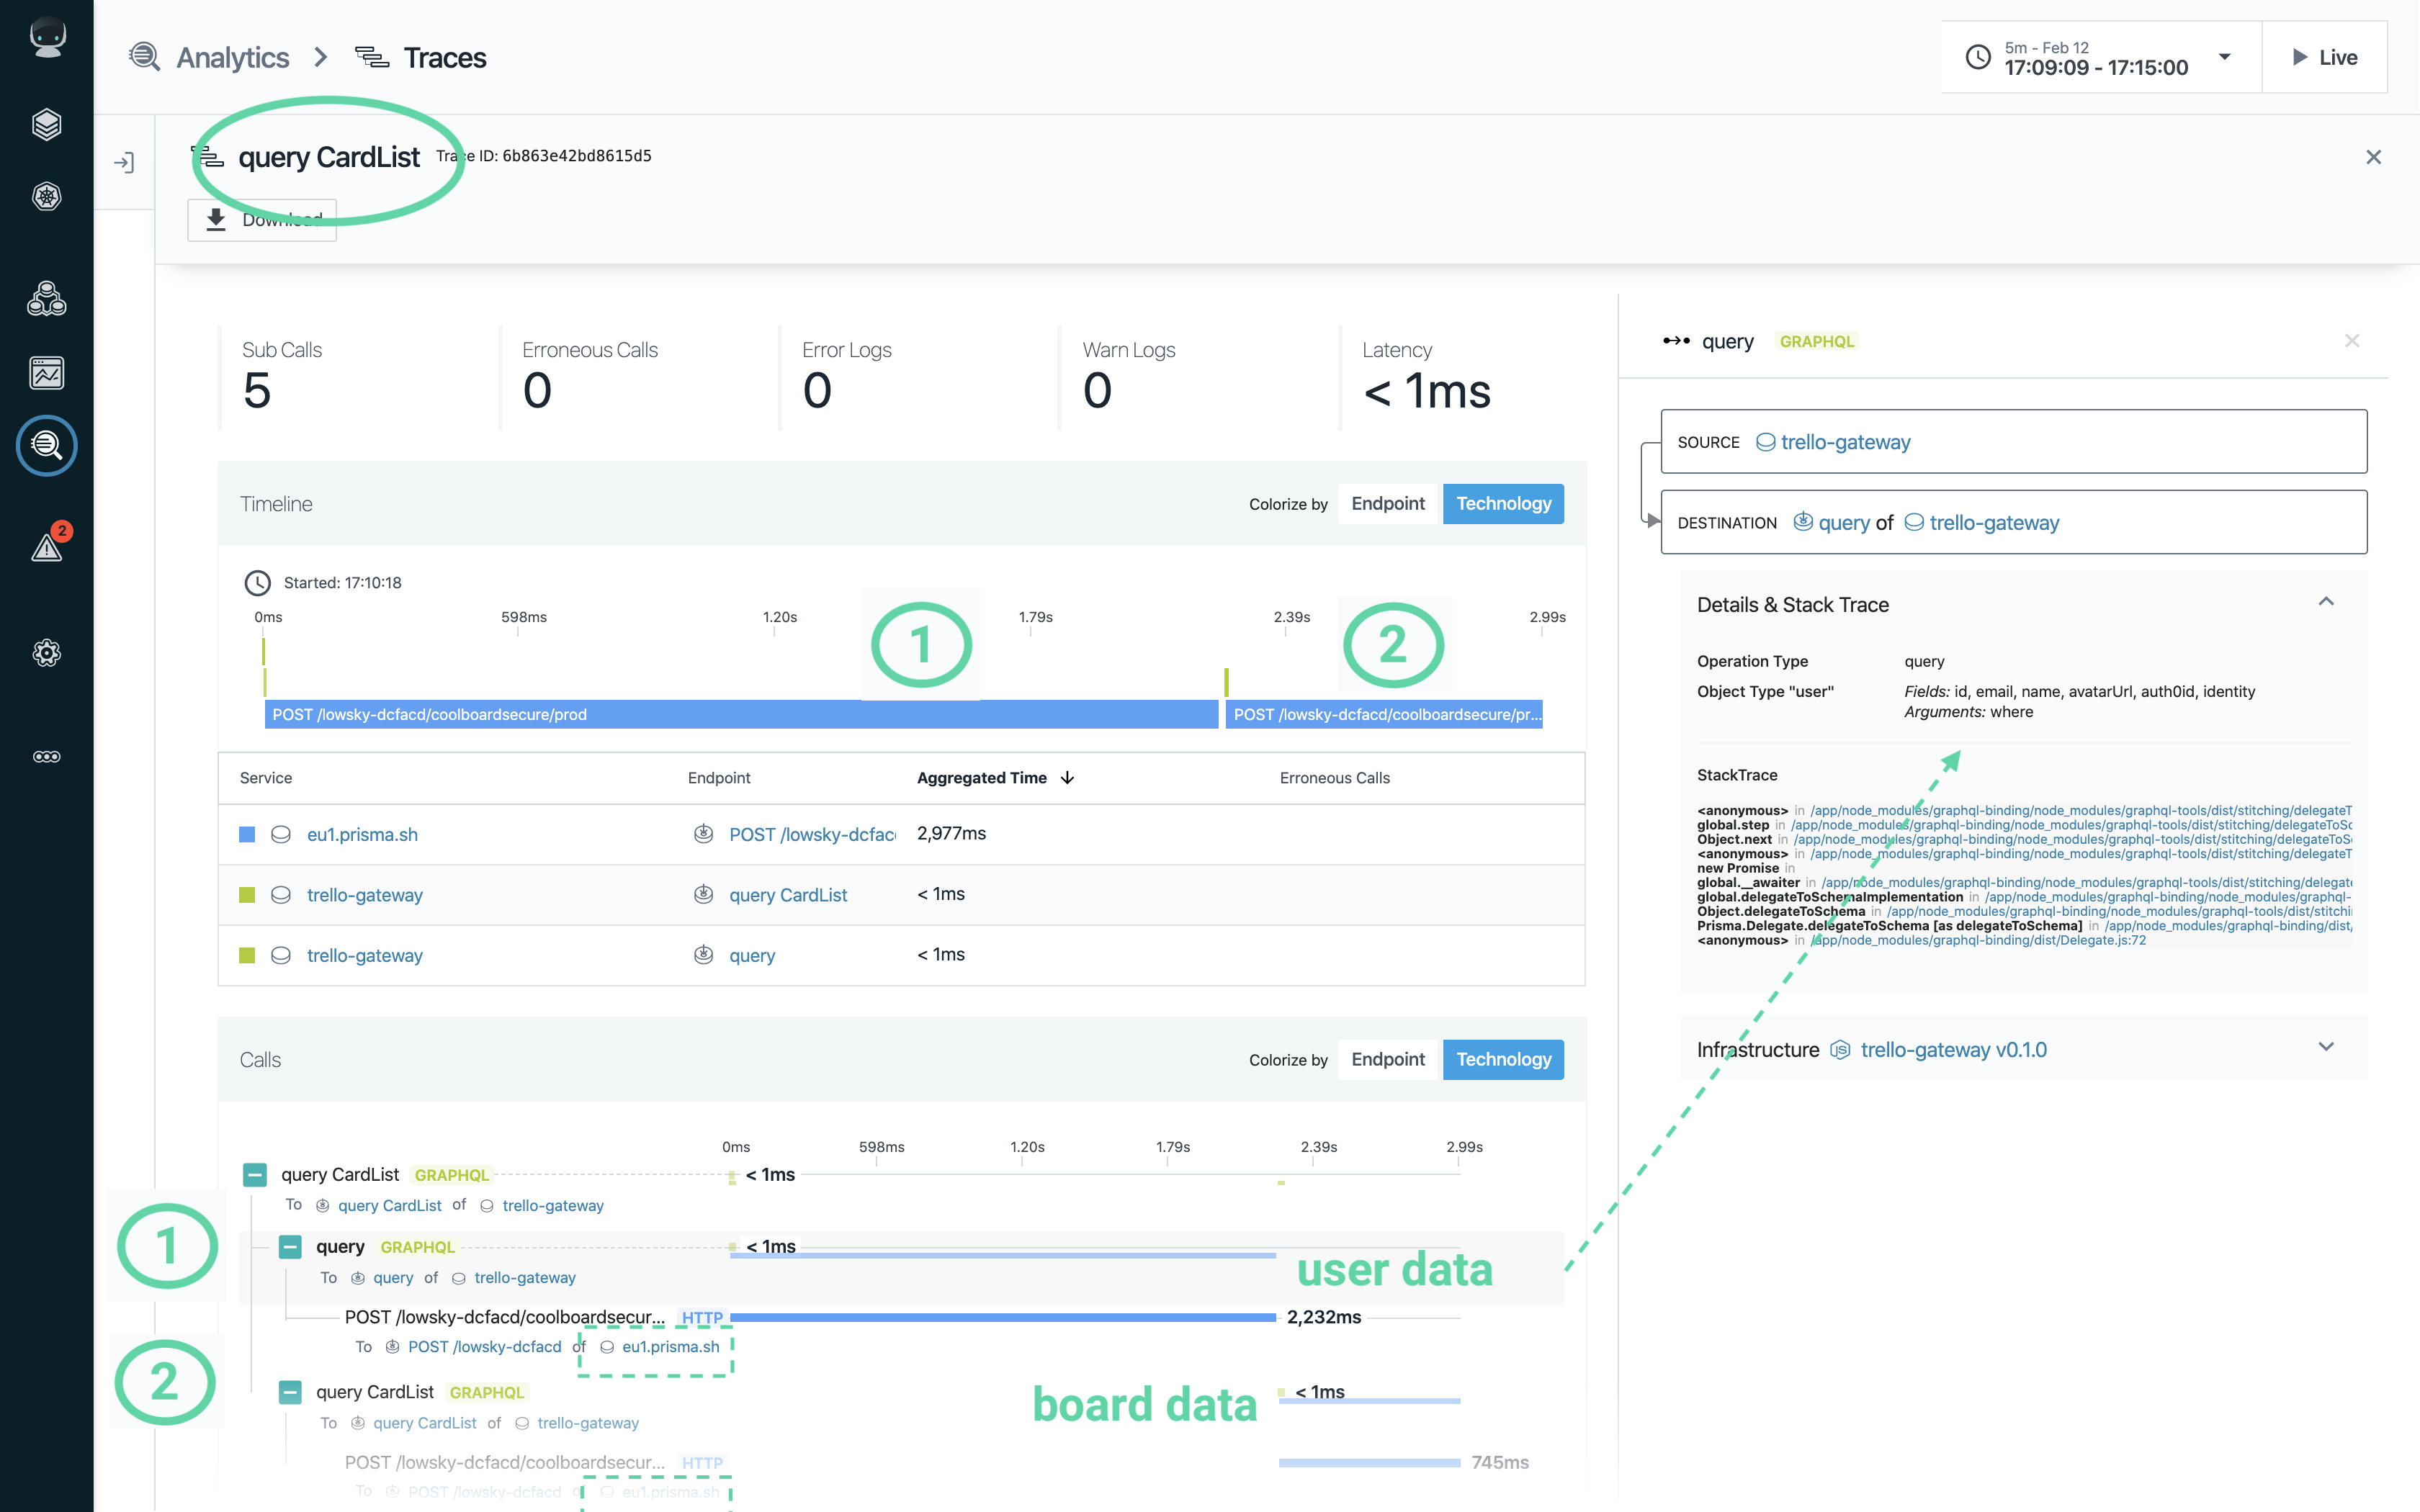 Analytics
Traces
5m - Feb 12
17:09:09 - 17:15:00
Live
query CardList
Trace ID: 6b863e42bd8615d5
Download
2
Sub Calls
5
Erroneous Calls
0
Error Logs
0
Warn Logs
0
Latency
< 1ms
Timeline
Colorize by
Endpoint
Technology
Started: 17:10:18
0ms
598ms
1.20s
1.79s
2.39s
2.99s
1
2
POST /lowsky-dcfacd/coolboardsecure/prod
POST /lowsky-dcfacd/coolboardsecure/pr...
Service
Endpoint
Aggregated Time
Erroneous Calls
eu1.prisma.sh
POST /lowsky-dcfac
2,977ms
trello-gateway
query CardList
< 1ms
trello-gateway
query
< 1ms
Calls
Colorize by
Endpoint
Technology
0ms
598ms
1.20s
1.79s
2.39s
2.99s
query CardList GRAPHQL
< 1ms
To query CardList of trello-gateway
1
query GRAPHQL
< 1ms
user data
To query of trello-gateway
POST /lowsky-dcfacd/coolboardsecur... HTTP
2,232ms
To POST /lowsky-dcfacd of eu1.prisma.sh
2
query CardList GRAPHQL
< 1ms
board data
To query CardList of trello-gateway
POST /lowsky-dcfacd/coolboardsecur... HTTP
745ms
To POST /lowsky-dcfacd eu1.prisma.sh
query GRAPHQL
SOURCE trello-gateway
DESTINATION query of trello-gateway
Details & Stack Trace
Operation Type query
Object Type "user" Fields: id, email, name, avatarUrl, auth0id, identity
Arguments: where
StackTrace
<anonymous> in /app/node_modules/graphql-binding/node_modules/graphql-tools/dist/stitching/delegateT
global.step in /app/node_modules/graphql-binding/node_modules/graphql-tools/dist/stitching/delegateToSc
Object.next in /app/node_modules/graphql-binding/node_modules/graphql-tools/dist/stitching/delegateToS
<anonymous> in /app/node_modules/graphql-binding/node_modules/graphql-tools/dist/stitching/delegateT
new Promise in
global.__awaiter in /app/node_modules/graphql-binding/node_modules/graphql-tools/dist/stitching/delegate
global.delegateToSchemaImplementation in /app/node_modules/graphql-binding/node_modules/graphql-
Object.delegateToSchema in /app/node_modules/graphql-binding/node_modules/graphql-tools/dist/stitchi
Prisma.Delegate.delegateToSchema [as delegateToSchema] in /app/node_modules/graphql-binding/dist/
<anonymous> in /app/node_modules/graphql-binding/dist/Delegate.js:72
Infrastructure JS trello-gateway v0.1.0